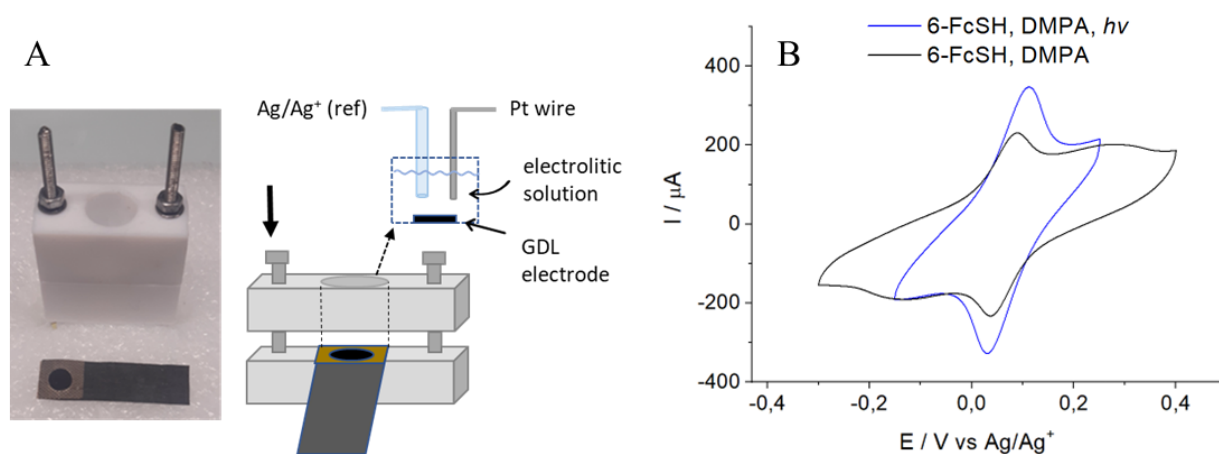 A
Ag/Ag⁺ (ref)
Pt wire
electrolitic
solution
GDL
electrode
B
6-FcSH, DMPA, hv
6-FcSH, DMPA
400
200
0
-200
-400
I / µA
-0,4
-0,2
0,0
0,2
0,4
E / V vs Ag/Ag⁺